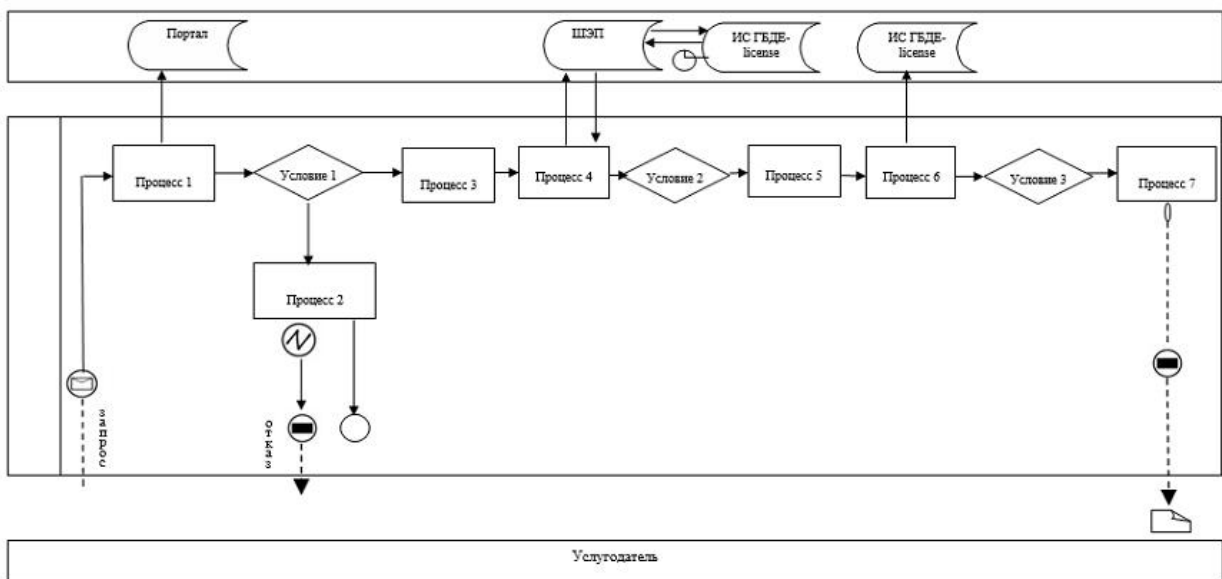 Портал
ШЭП
ИС ГБДЕ-
license
ИС ГБДЕ-
license
Процесс 1
Условие 1
Процесс 3
Процесс 4
Условие 2
Процесс 5
Процесс 6
Условие 3
Процесс 7
Процесс 2
запрос
отказ
Услугодатель